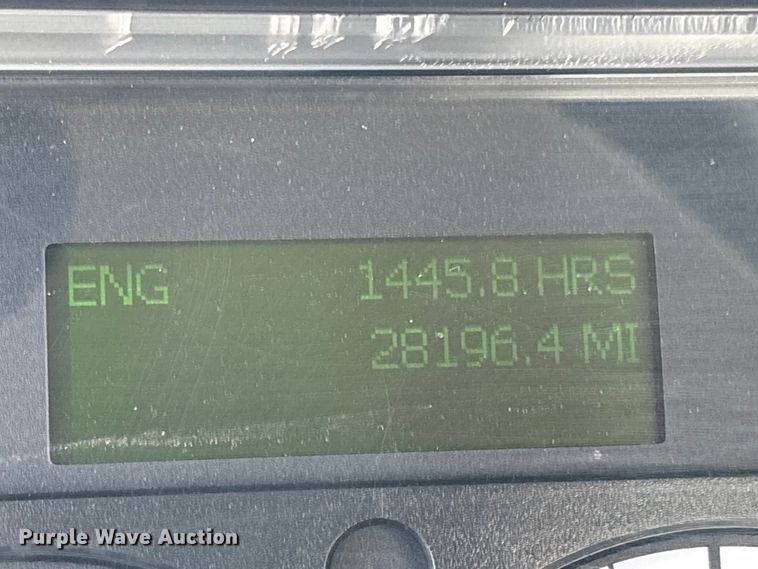 ENG 1445.8 HRS
28196.4 MI
Purple Wave Auction